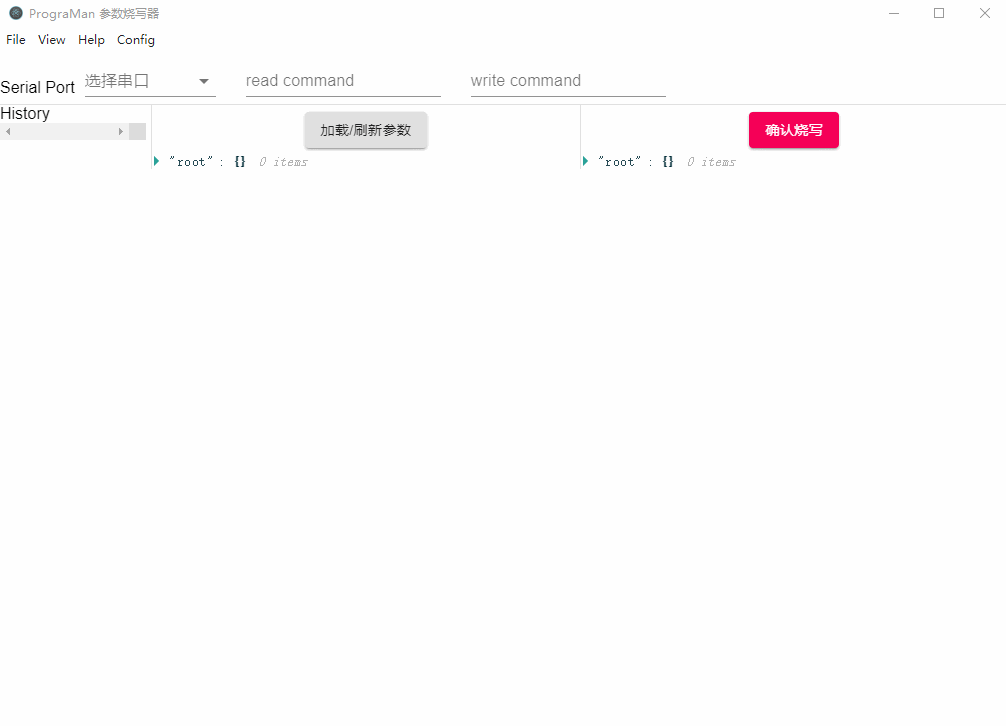 PrograMan 参数烧写器
File View Help Config
Serial Port 选择串口 read command write command
History
加载/刷新参数 确认烧写
"root" : {} 0 items "root" : {} 0 items